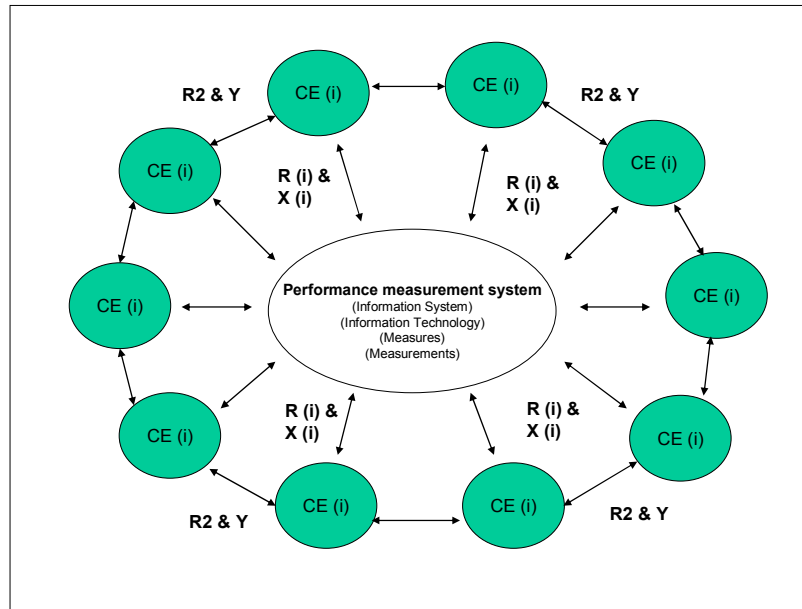 CE (i)
CE (i)
R2 & Y
R2 & Y
CE (i)
CE (i)
R (i) &
X (i)
R (i) &
X (i)
CE (i)
CE (i)
Performance measurement system
(Information System)
(Information Technology)
(Measures)
(Measurements)
R (i) &
X (i)
R (i) &
X (i)
CE (i)
CE (i)
CE (i)
CE (i)
R2 & Y
R2 & Y